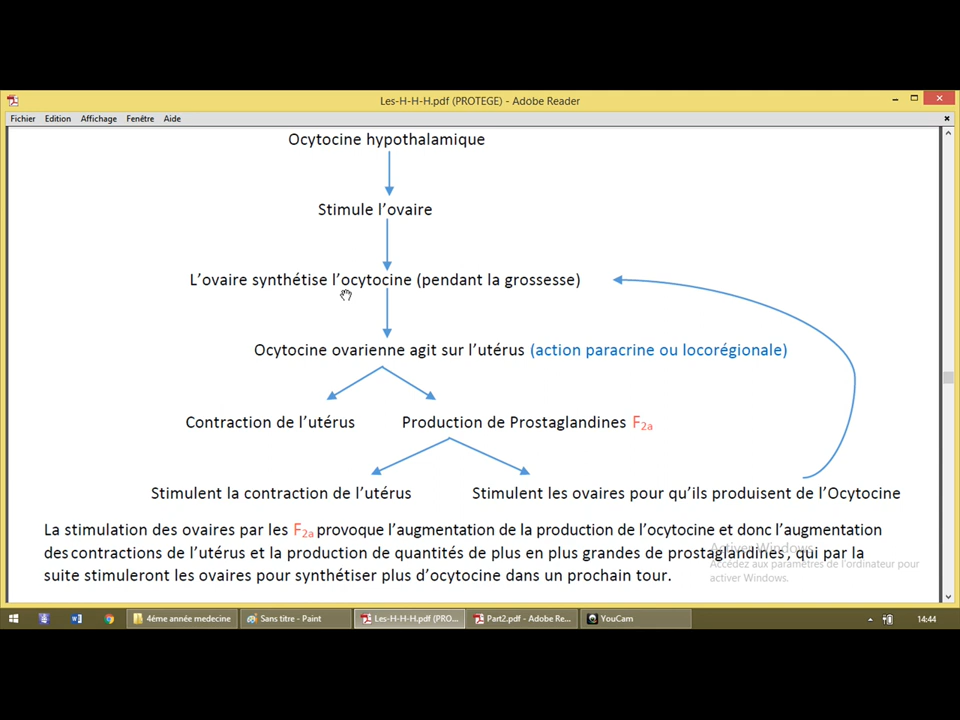 Les-H-H-H.pdf (PROTEGE) - Adobe Reader
Fichier Edition Affichage Fenêtre Aide
Ocytocine hypothalamique
Stimule l’ovaire
L’ovaire synthétise l’ocytocine (pendant la grossesse)
Ocytocine ovarienne agit sur l’utérus (action paracrine ou locorégionale)
Contraction de l’utérus
Production de Prostaglandines F2a
Stimulent la contraction de l’utérus
Stimulent les ovaires pour qu’ils produisent de l’Ocytocine
La stimulation des ovaires par les F2a provoque l’augmentation de la production de l’ocytocine et donc l’augmentation
des contractions de l’utérus et la production de quantités de plus en plus grandes de prostaglandines, qui par la
suite stimuleront les ovaires pour synthétiser plus d’ocytocine dans un prochain tour.
Activer Windows
Accédez aux paramètres de l'ordinateur pour
activer Windows.
4éme année medecine
Sans titre - Paint
Les-H-H-H.pdf (PRO...
Part2.pdf - Adobe Re...
YouCam
14:44